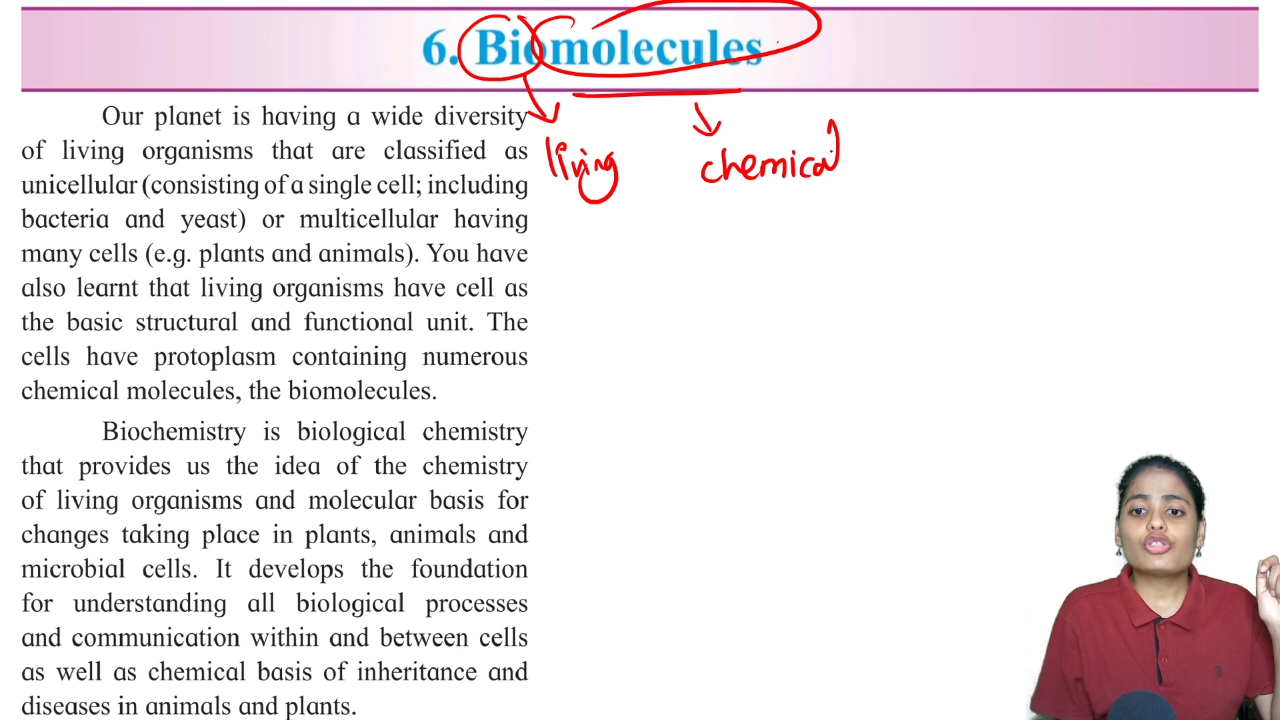 6. Biomolecules
living chemical
Our planet is having a wide diversity
of living organisms that are classified as
unicellular (consisting of a single cell; including
bacteria and yeast) or multicellular having
many cells (e.g. plants and animals). You have
also learnt that living organisms have cell as
the basic structural and functional unit. The
cells have protoplasm containing numerous
chemical molecules, the biomolecules.
Biochemistry is biological chemistry
that provides us the idea of the chemistry
of living organisms and molecular basis for
changes taking place in plants, animals and
microbial cells. It develops the foundation
for understanding all biological processes
and communication within and between cells
as well as chemical basis of inheritance and
diseases in animals and plants.